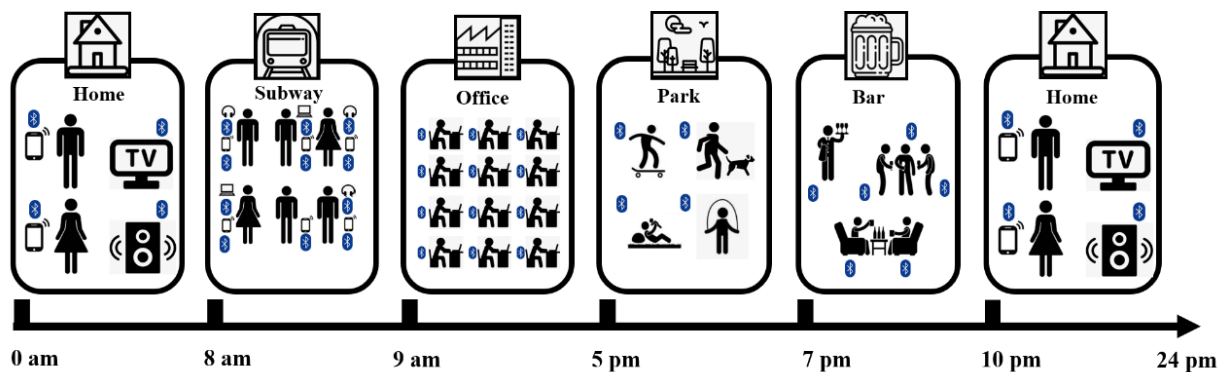 Home
Subway
Office
Park
Bar
Home
TV
TV
0 am
8 am
9 am
5 pm
7 pm
10 pm
24 pm